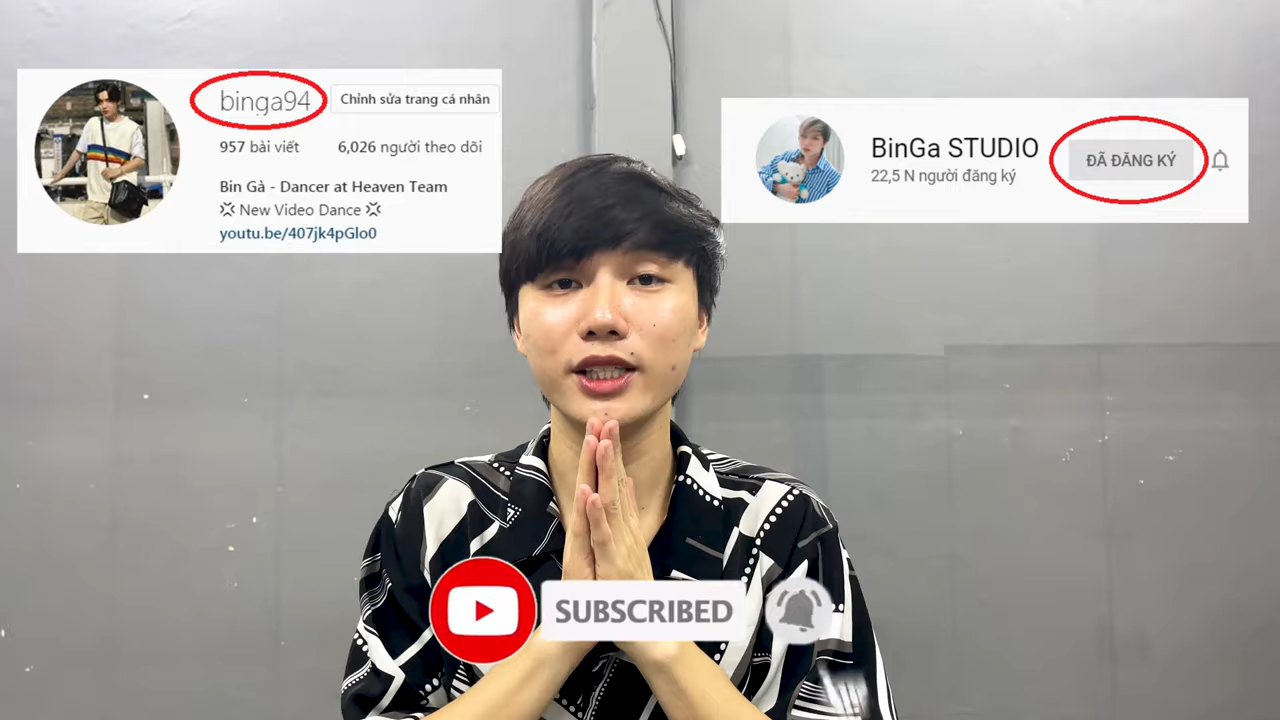 binga94
Chỉnh sửa trang cá nhân
957 bài viết
6,026 người theo dõi
Bin Gà - Dancer at Heaven Team
💢 New Video Dance 💢
youtu.be/407jk4pGlo0
BinGa STUDIO
22,5 N người đăng ký
ĐÃ ĐĂNG KÝ
SUBSCRIBED